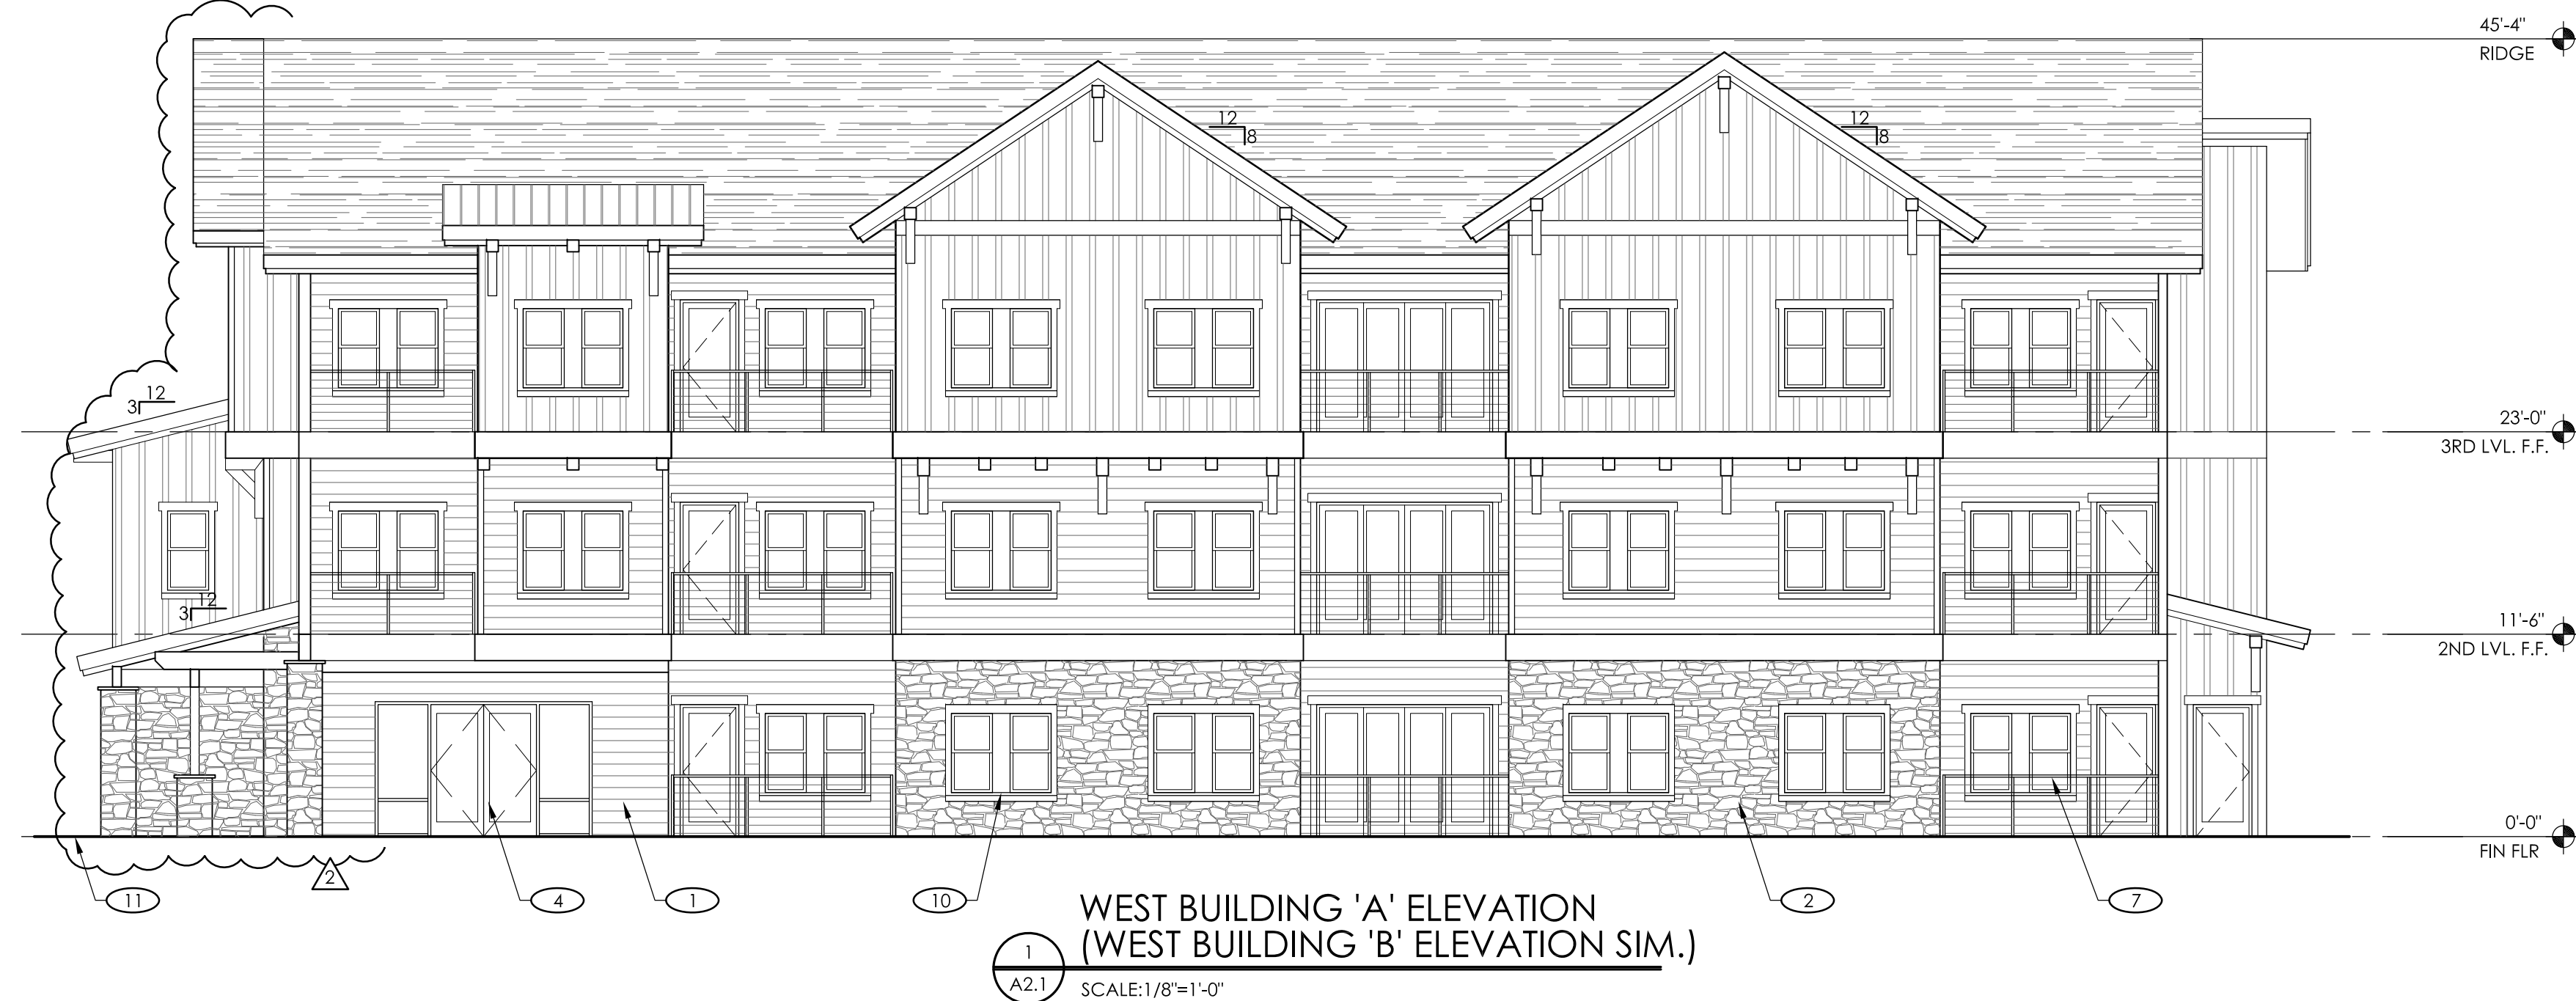 45'-4"
RIDGE
12
8
12
8
12
3
23'-0"
3RD LVL. F.F.
12
3
11'-6"
2ND LVL. F.F.
0'-0"
FIN FLR
2
11
4
1
10
2
7
WEST BUILDING 'A' ELEVATION
(WEST BUILDING 'B' ELEVATION SIM.)
1
A2.1
SCALE:1/8"=1'-0"